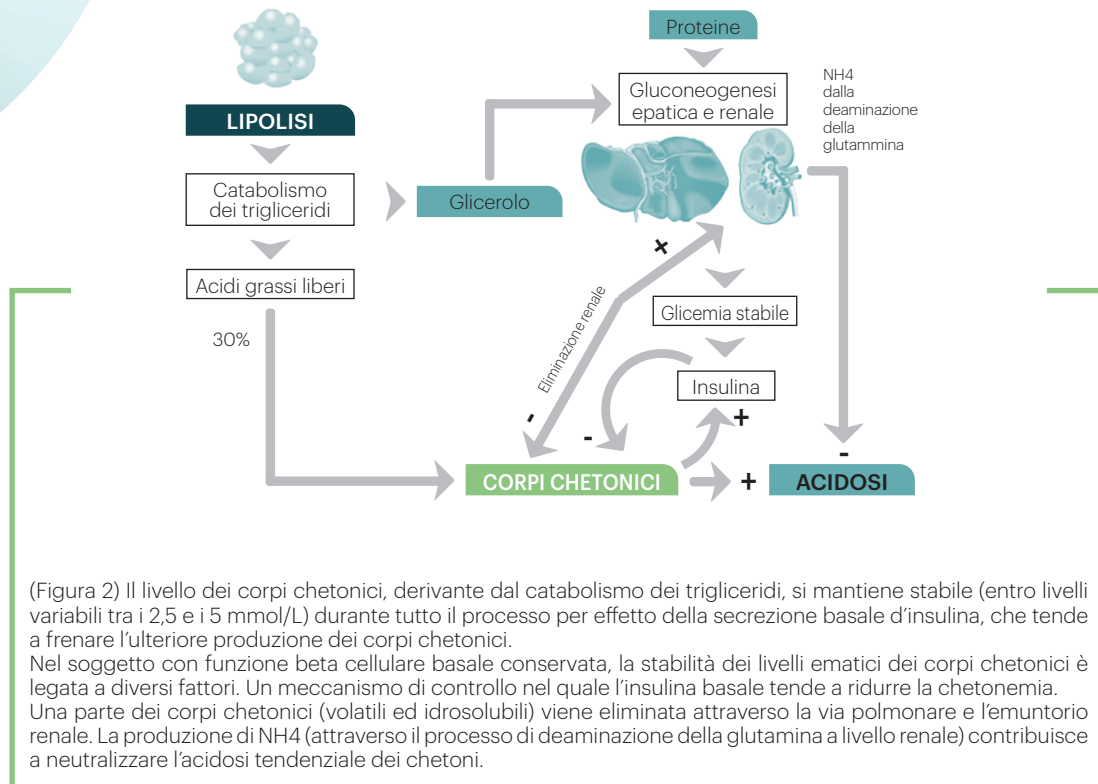 Proteine
Gluconeogenesi
epatica e renale
NH4
dalla
deaminazione
della
glutammina
LIPOLISI
Catabolismo
dei trigliceridi
Glicerolo
Acidi grassi liberi
30%
+
Eliminazione renale
-
Glicemia stabile
Insulina
-
+
CORPI CHETONICI
+
-
ACIDOSI
(Figura 2) Il livello dei corpi chetonici, derivante dal catabolismo dei trigliceridi, si mantiene stabile (entro livelli
variabili tra i 2,5 e i 5 mmol/L) durante tutto il processo per effetto della secrezione basale d’insulina, che tende
a frenare l’ulteriore produzione dei corpi chetonici.
Nel soggetto con funzione beta cellulare basale conservata, la stabilità dei livelli ematici dei corpi chetonici è
legata a diversi fattori. Un meccanismo di controllo nel quale l’insulina basale tende a ridurre la chetonemia.
Una parte dei corpi chetonici (volatili ed idrosolubili) viene eliminata attraverso la via polmonare e l’emuntorio
renale. La produzione di NH4 (attraverso il processo di deaminazione della glutamina a livello renale) contribuisce
a neutralizzare l’acidosi tendenziale dei chetoni.